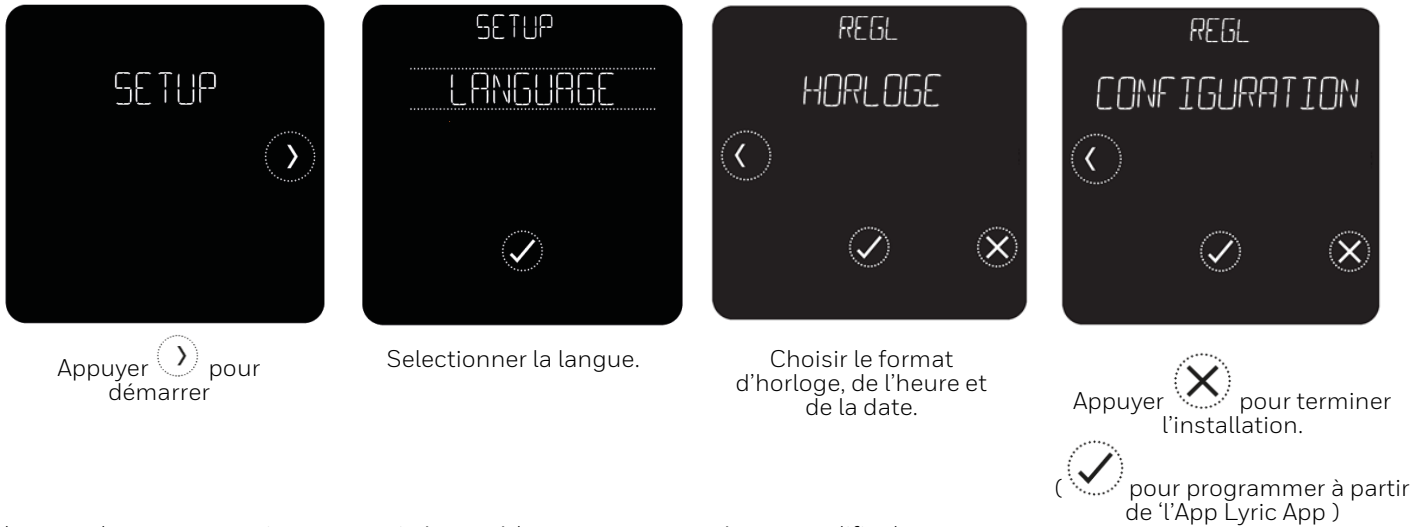 SETUP
SETUP
LANGUAGE
REGL
HORLOGE
REGL
CONFIGURATION
Appuyer pour
démarrer
Selectionner la langue.
Choisir le format
d'horloge, de l'heure et
de la date.
Appuyer pour terminer
l'installation.
( pour programmer à partir
de 'l'App Lyric App )